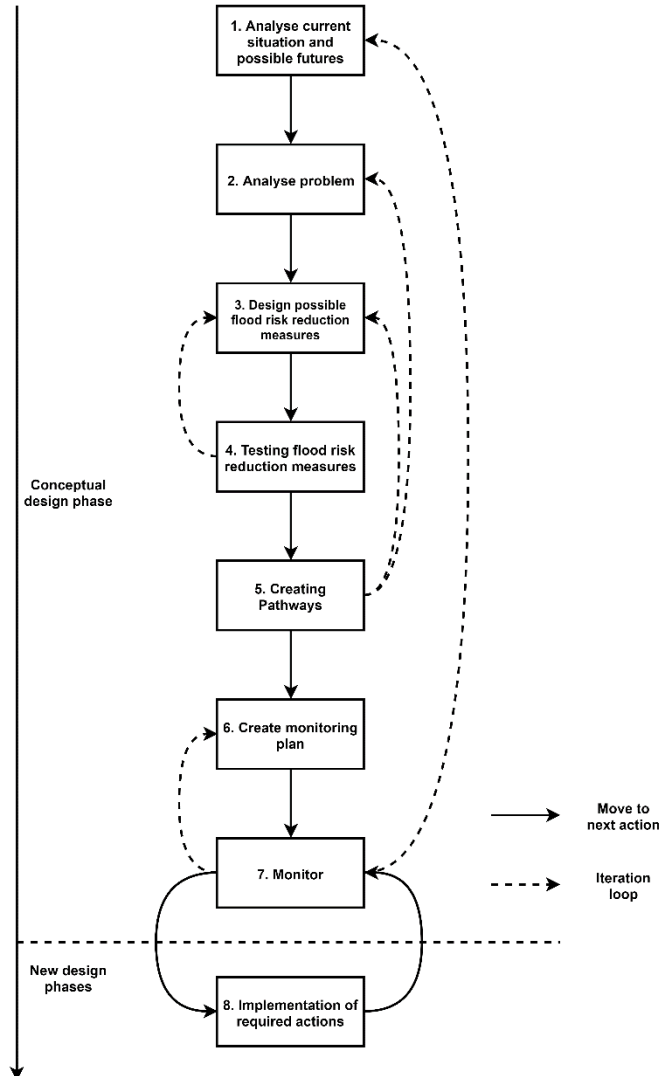 1. Analyse current
situation and
possible futures
2. Analyse problem
3. Design possible
flood risk reduction
measures
4. Testing flood risk
reduction measures
Conceptual
design phase
5. Creating
Pathways
6. Create monitoring
plan
Move to
next action
7. Monitor
Iteration
loop
New design
phases
8. Implementation of
required actions